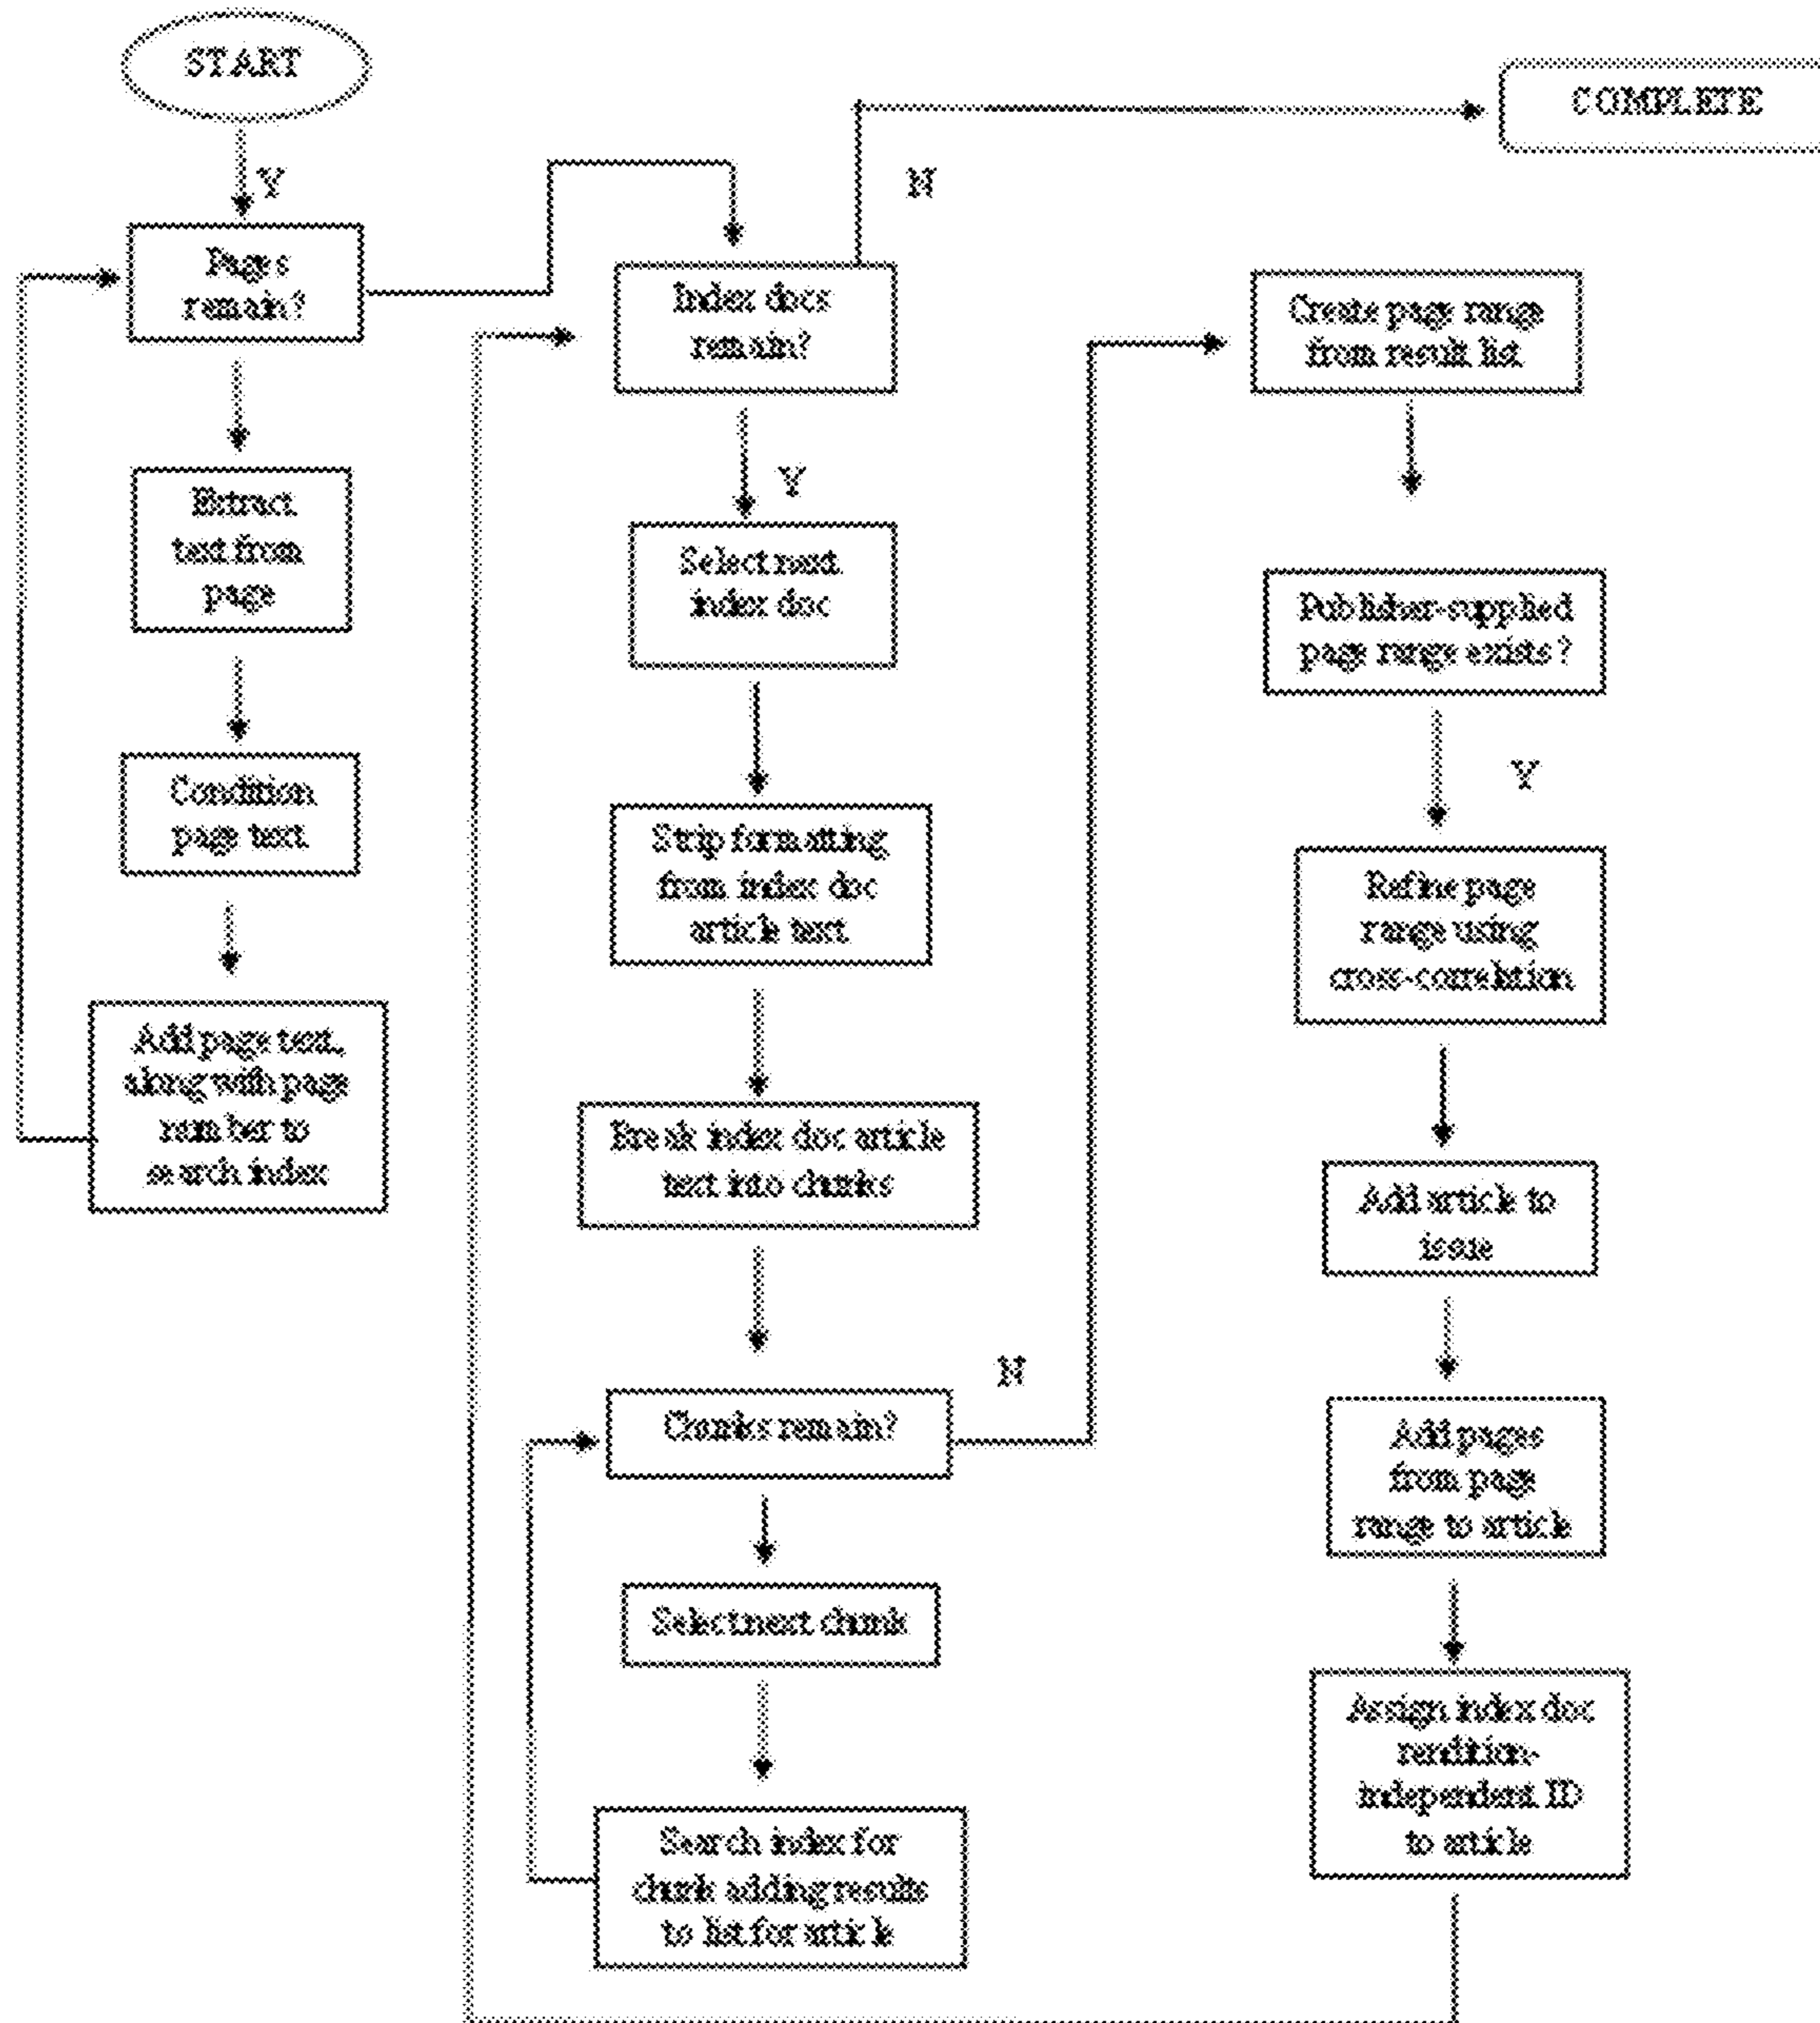 START
Y
Pages
remain?
Extract
text from
page
Condition
page text
Add page text,
along with page
number to
search index
Index docs
remain?
N
COMPLETE
Y
Select next
index doc
Strip formatting
from index doc
article text
Break index doc article
text into chunks
Chunks remain?
N
Select next chunk
Search index for
chunk adding results
to list for article
Create page range
from result list
Publisher-supplied
page range exists?
Y
Refine page
range using
cross-correlation
Add article to
issue
Add pages
from page
range to article
Assign index doc
rendition-
independent ID
to article